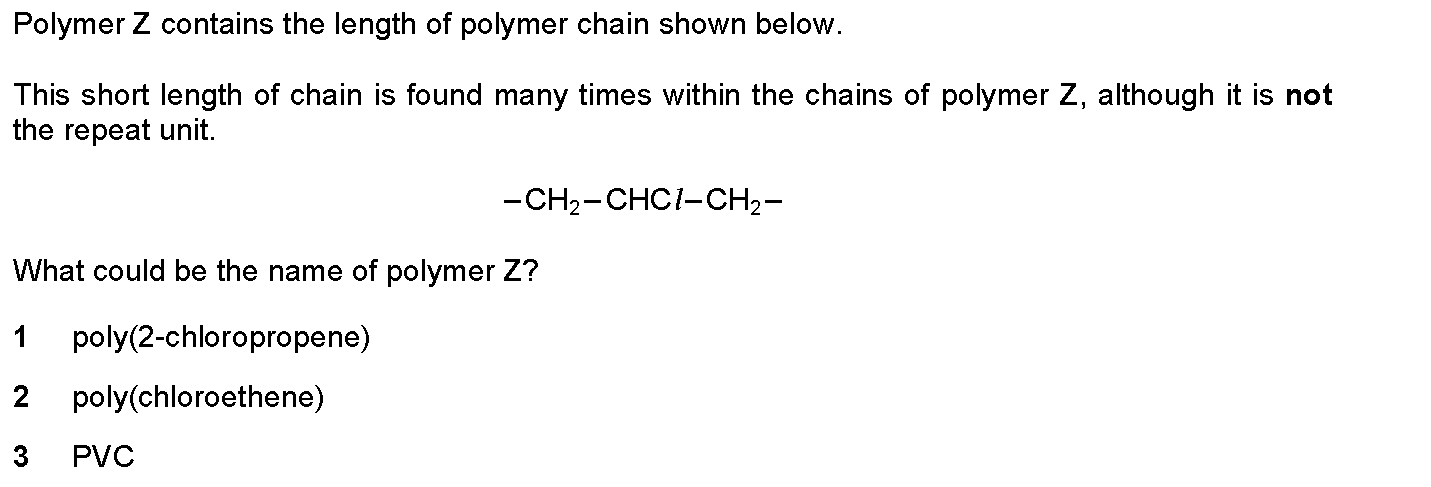 Polymer Z contains the length of polymer chain shown below.
This short length of chain is found many times within the chains of polymer Z, although it is not
the repeat unit.
–CH₂–CHCl–CH₂–
What could be the name of polymer Z?
1 poly(2-chloropropene)
2 poly(chloroethene)
3 PVC